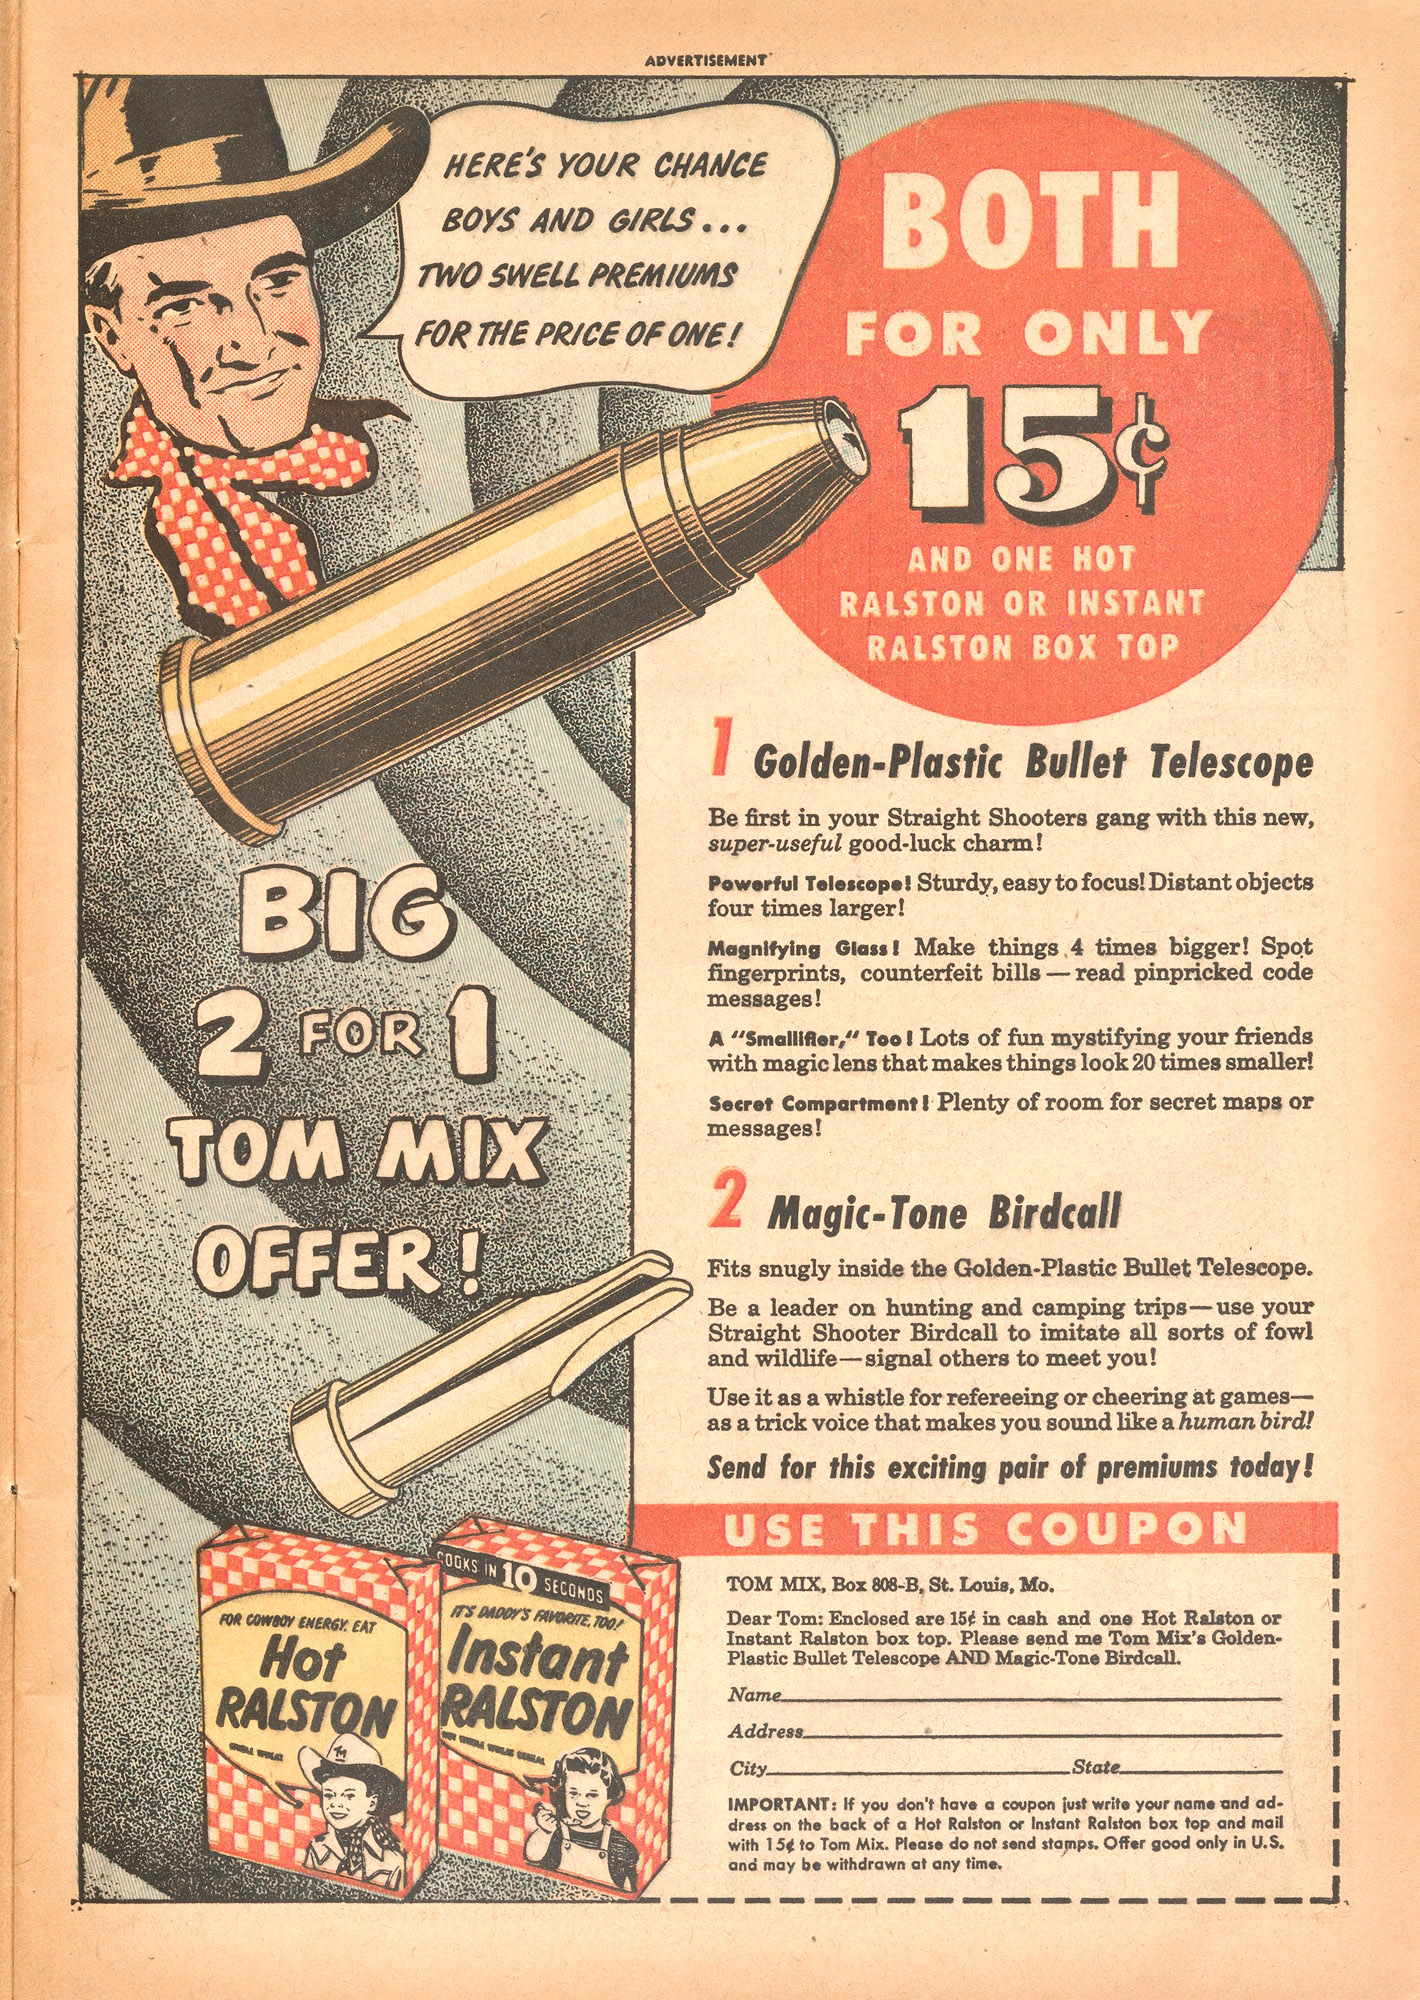 ADVERTISEMENT
HERE'S YOUR CHANCE
BOYS AND GIRLS...
TWO SWELL PREMIUMS
FOR THE PRICE OF ONE!
BOTH
FOR ONLY
15¢
AND ONE HOT
RALSTON OR INSTANT
RALSTON BOX TOP
BIG
2 FOR 1
TOM MIX
OFFER!
1 Golden-Plastic Bullet Telescope
Be first in your Straight Shooters gang with this new,
super-useful good-luck charm!
Powerful Telescope! Sturdy, easy to focus! Distant objects
four times larger!
Magnifying Glass! Make things 4 times bigger! Spot
fingerprints, counterfeit bills—read pinpricked code
messages!
A "Smallifier," Too! Lots of fun mystifying your friends
with magic lens that makes things look 20 times smaller!
Secret Compartment! Plenty of room for secret maps or
messages!
2 Magic-Tone Birdcall
Fits snugly inside the Golden-Plastic Bullet Telescope.
Be a leader on hunting and camping trips—use your
Straight Shooter Birdcall to imitate all sorts of fowl
and wildlife—signal others to meet you!
Use it as a whistle for refereeing or cheering at games—
as a trick voice that makes you sound like a human bird!
Send for this exciting pair of premiums today!
FOR COWBOY ENERGY, EAT
Hot
RALSTON
WHOLE WHEAT
TM
COOKS IN 10 SECONDS
IT'S DADDY'S FAVORITE, TOO!
Instant
RALSTON
WHOLE WHEAT CEREAL
USE THIS COUPON
TOM MIX, Box 808-B, St. Louis, Mo.
Dear Tom: Enclosed are 15¢ in cash and one Hot Ralston or
Instant Ralston box top. Please send me Tom Mix's Golden-
Plastic Bullet Telescope AND Magic-Tone Birdcall.
Name
Address
City State
IMPORTANT: If you don't have a coupon just write your name and ad-
dress on the back of a Hot Ralston or Instant Ralston box top and mail
with 15¢ to Tom Mix. Please do not send stamps. Offer good only in U.S.
and may be withdrawn at any time.